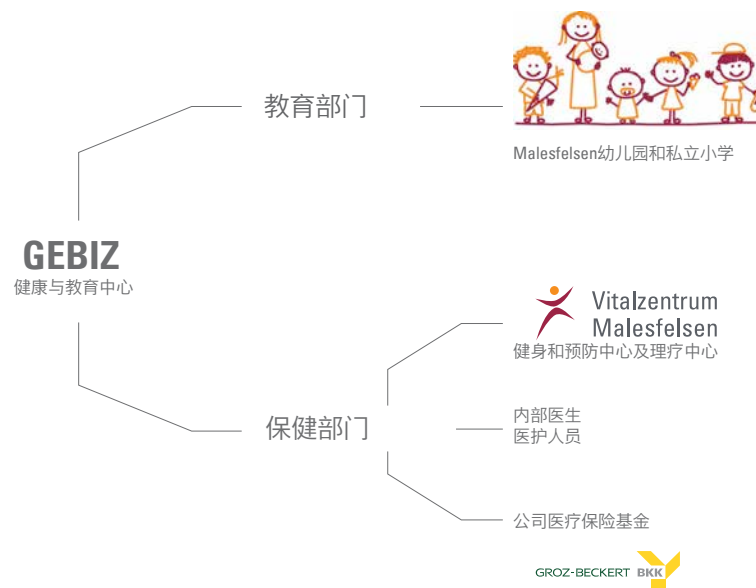 教育部门
Malesfelsen幼儿园和私立小学
GEBIZ
健康与教育中心
Vitalzentrum
Malesfelsen
健身和预防中心及理疗中心
保健部门
内部医生
医护人员
公司医疗保险基金
GROZ-BECKERT BKK